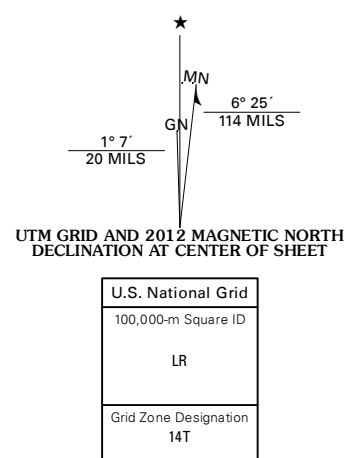 ★
MN
6° 25´
114 MILS
GN
1° 7´
20 MILS
UTM GRID AND 2012 MAGNETIC NORTH
DECLINATION AT CENTER OF SHEET
U.S. National Grid
100,000-m Square ID
LR
Grid Zone Designation
14T